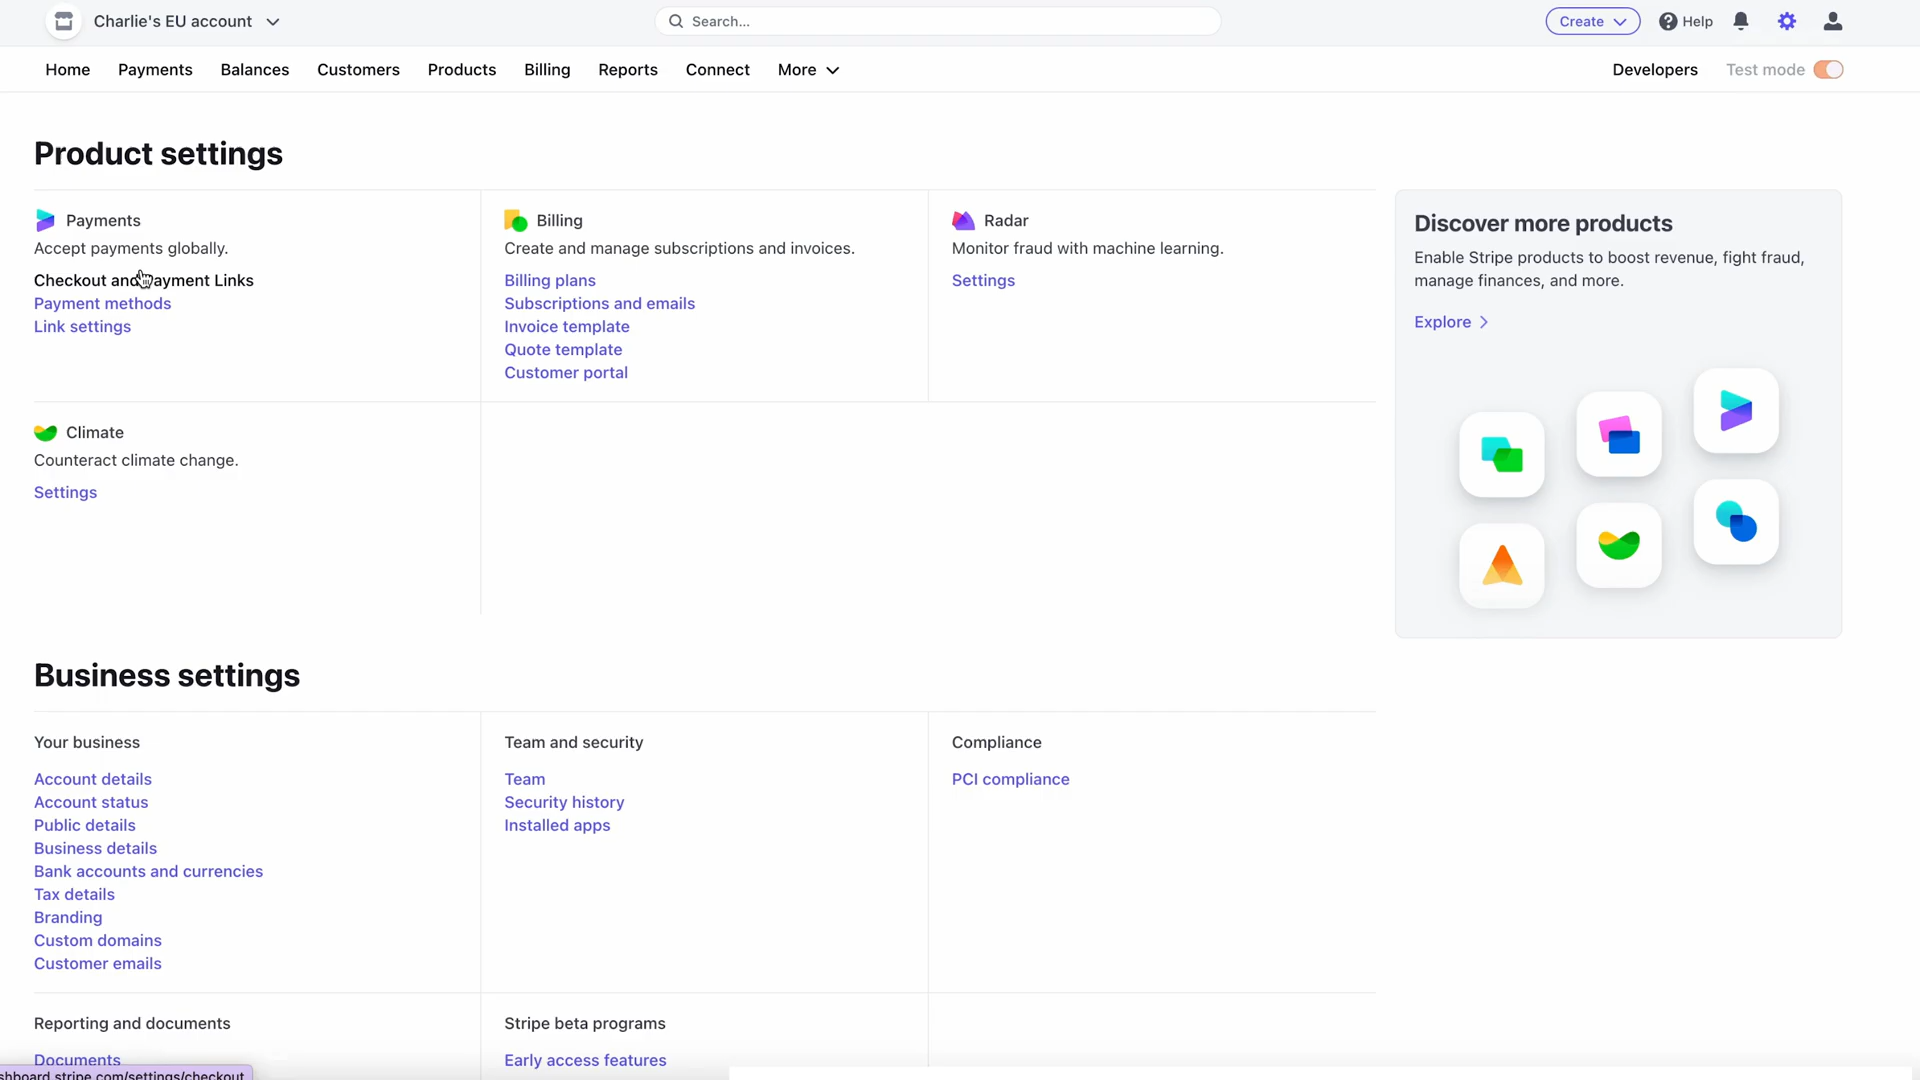 Charlie's EU account
Search...
Create
Help
Home
Payments
Balances
Customers
Products
Billing
Reports
Connect
More
Developers
Test mode
Product settings
Payments
Accept payments globally.
Checkout and Payment Links
Payment methods
Link settings
Billing
Create and manage subscriptions and invoices.
Billing plans
Subscriptions and emails
Invoice template
Quote template
Customer portal
Radar
Monitor fraud with machine learning.
Settings
Discover more products
Enable Stripe products to boost revenue, fight fraud,
manage finances, and more.
Explore
Climate
Counteract climate change.
Settings
Business settings
Your business
Account details
Account status
Public details
Business details
Bank accounts and currencies
Tax details
Branding
Custom domains
Customer emails
Team and security
Team
Security history
Installed apps
Compliance
PCI compliance
Reporting and documents
Documents
Stripe beta programs
Early access features
shboard.stripe.com/settings/checkout